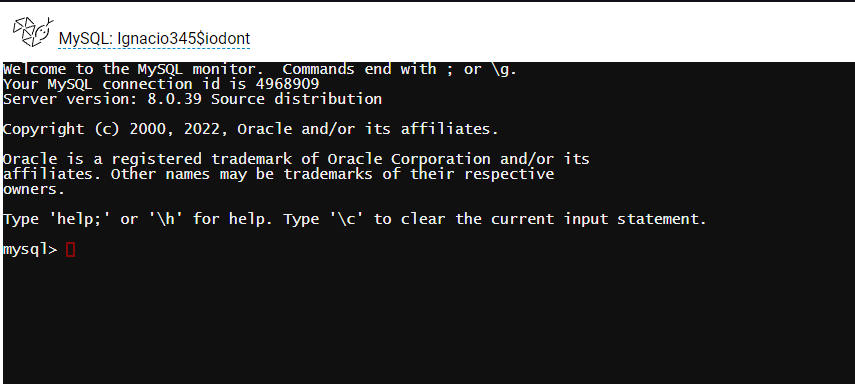 MySQL: Ignacio345$iodont
Welcome to the MySQL monitor.  Commands end with ; or \g.
Your MySQL connection id is 4968909
Server version: 8.0.39 Source distribution
Copyright (c) 2000, 2022, Oracle and/or its affiliates.
Oracle is a registered trademark of Oracle Corporation and/or its
affiliates. Other names may be trademarks of their respective
owners.
Type 'help;' or '\h' for help. Type '\c' to clear the current input statement.
mysql>